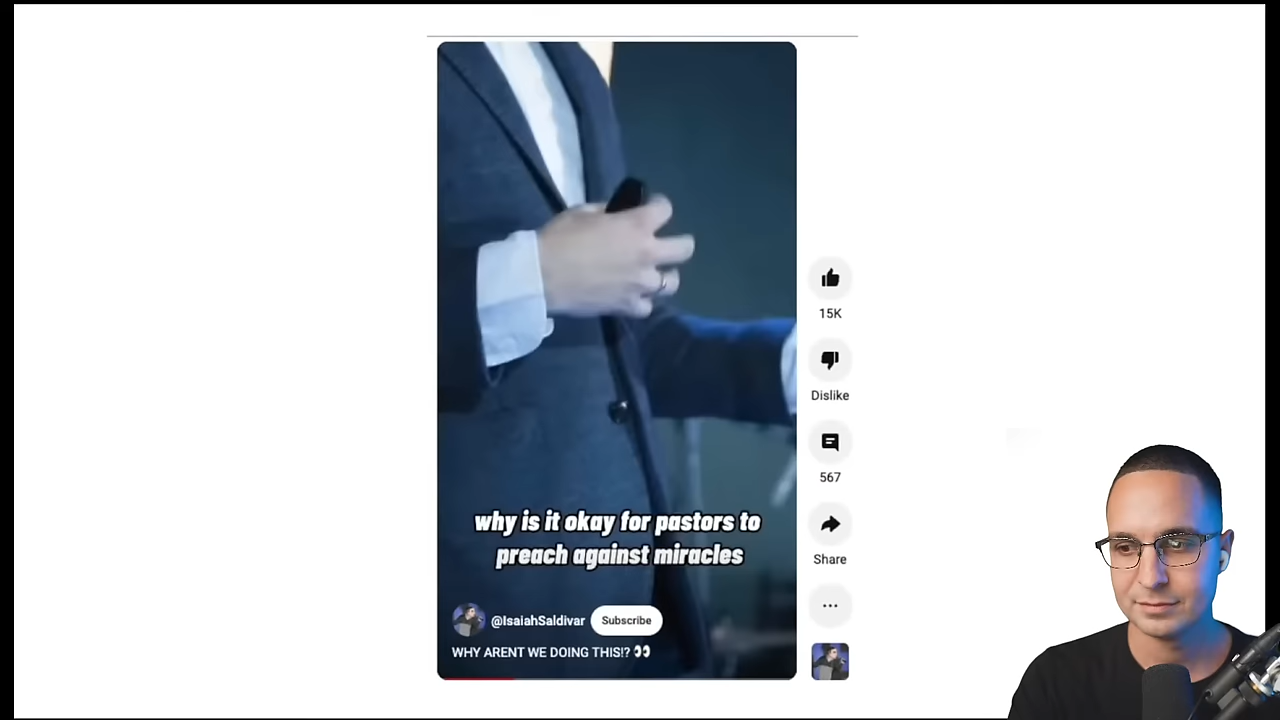 why is it okay for pastors to
preach against miracles
@IsaiahSaldivar
Subscribe
WHY ARENT WE DOING THIS!? 👀
15K
Dislike
567
Share